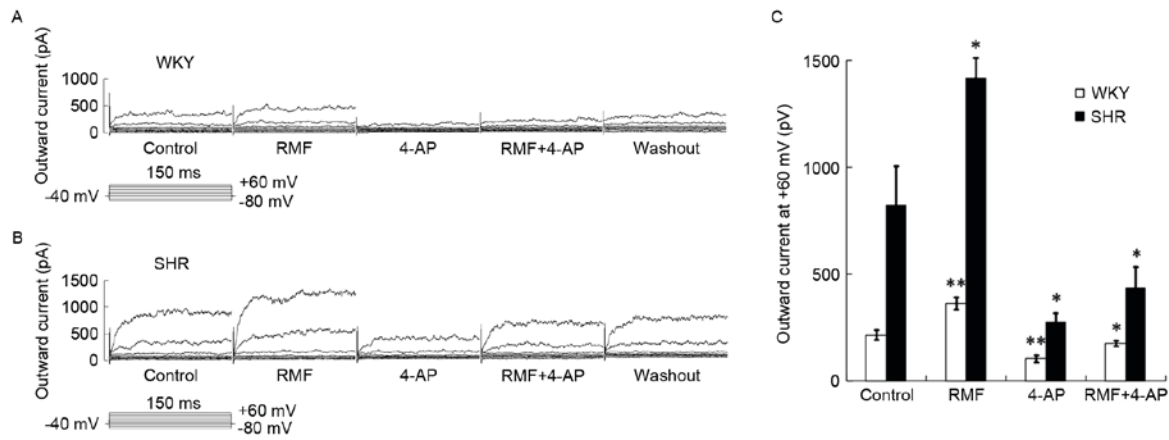 A
WKY
Outward current (pA)
1000
500
0
Control RMF 4-AP RMF+4-AP Washout
150 ms
-40 mV
+60 mV
-80 mV
B
SHR
Outward current (pA)
1500
1000
500
0
Control RMF 4-AP RMF+4-AP Washout
150 ms
-40 mV
+60 mV
-80 mV
C
Outward current at +60 mV (pV)
1500
1000
500
0
WKY
SHR
*
**
**
*
*
*
Control RMF 4-AP RMF+4-AP